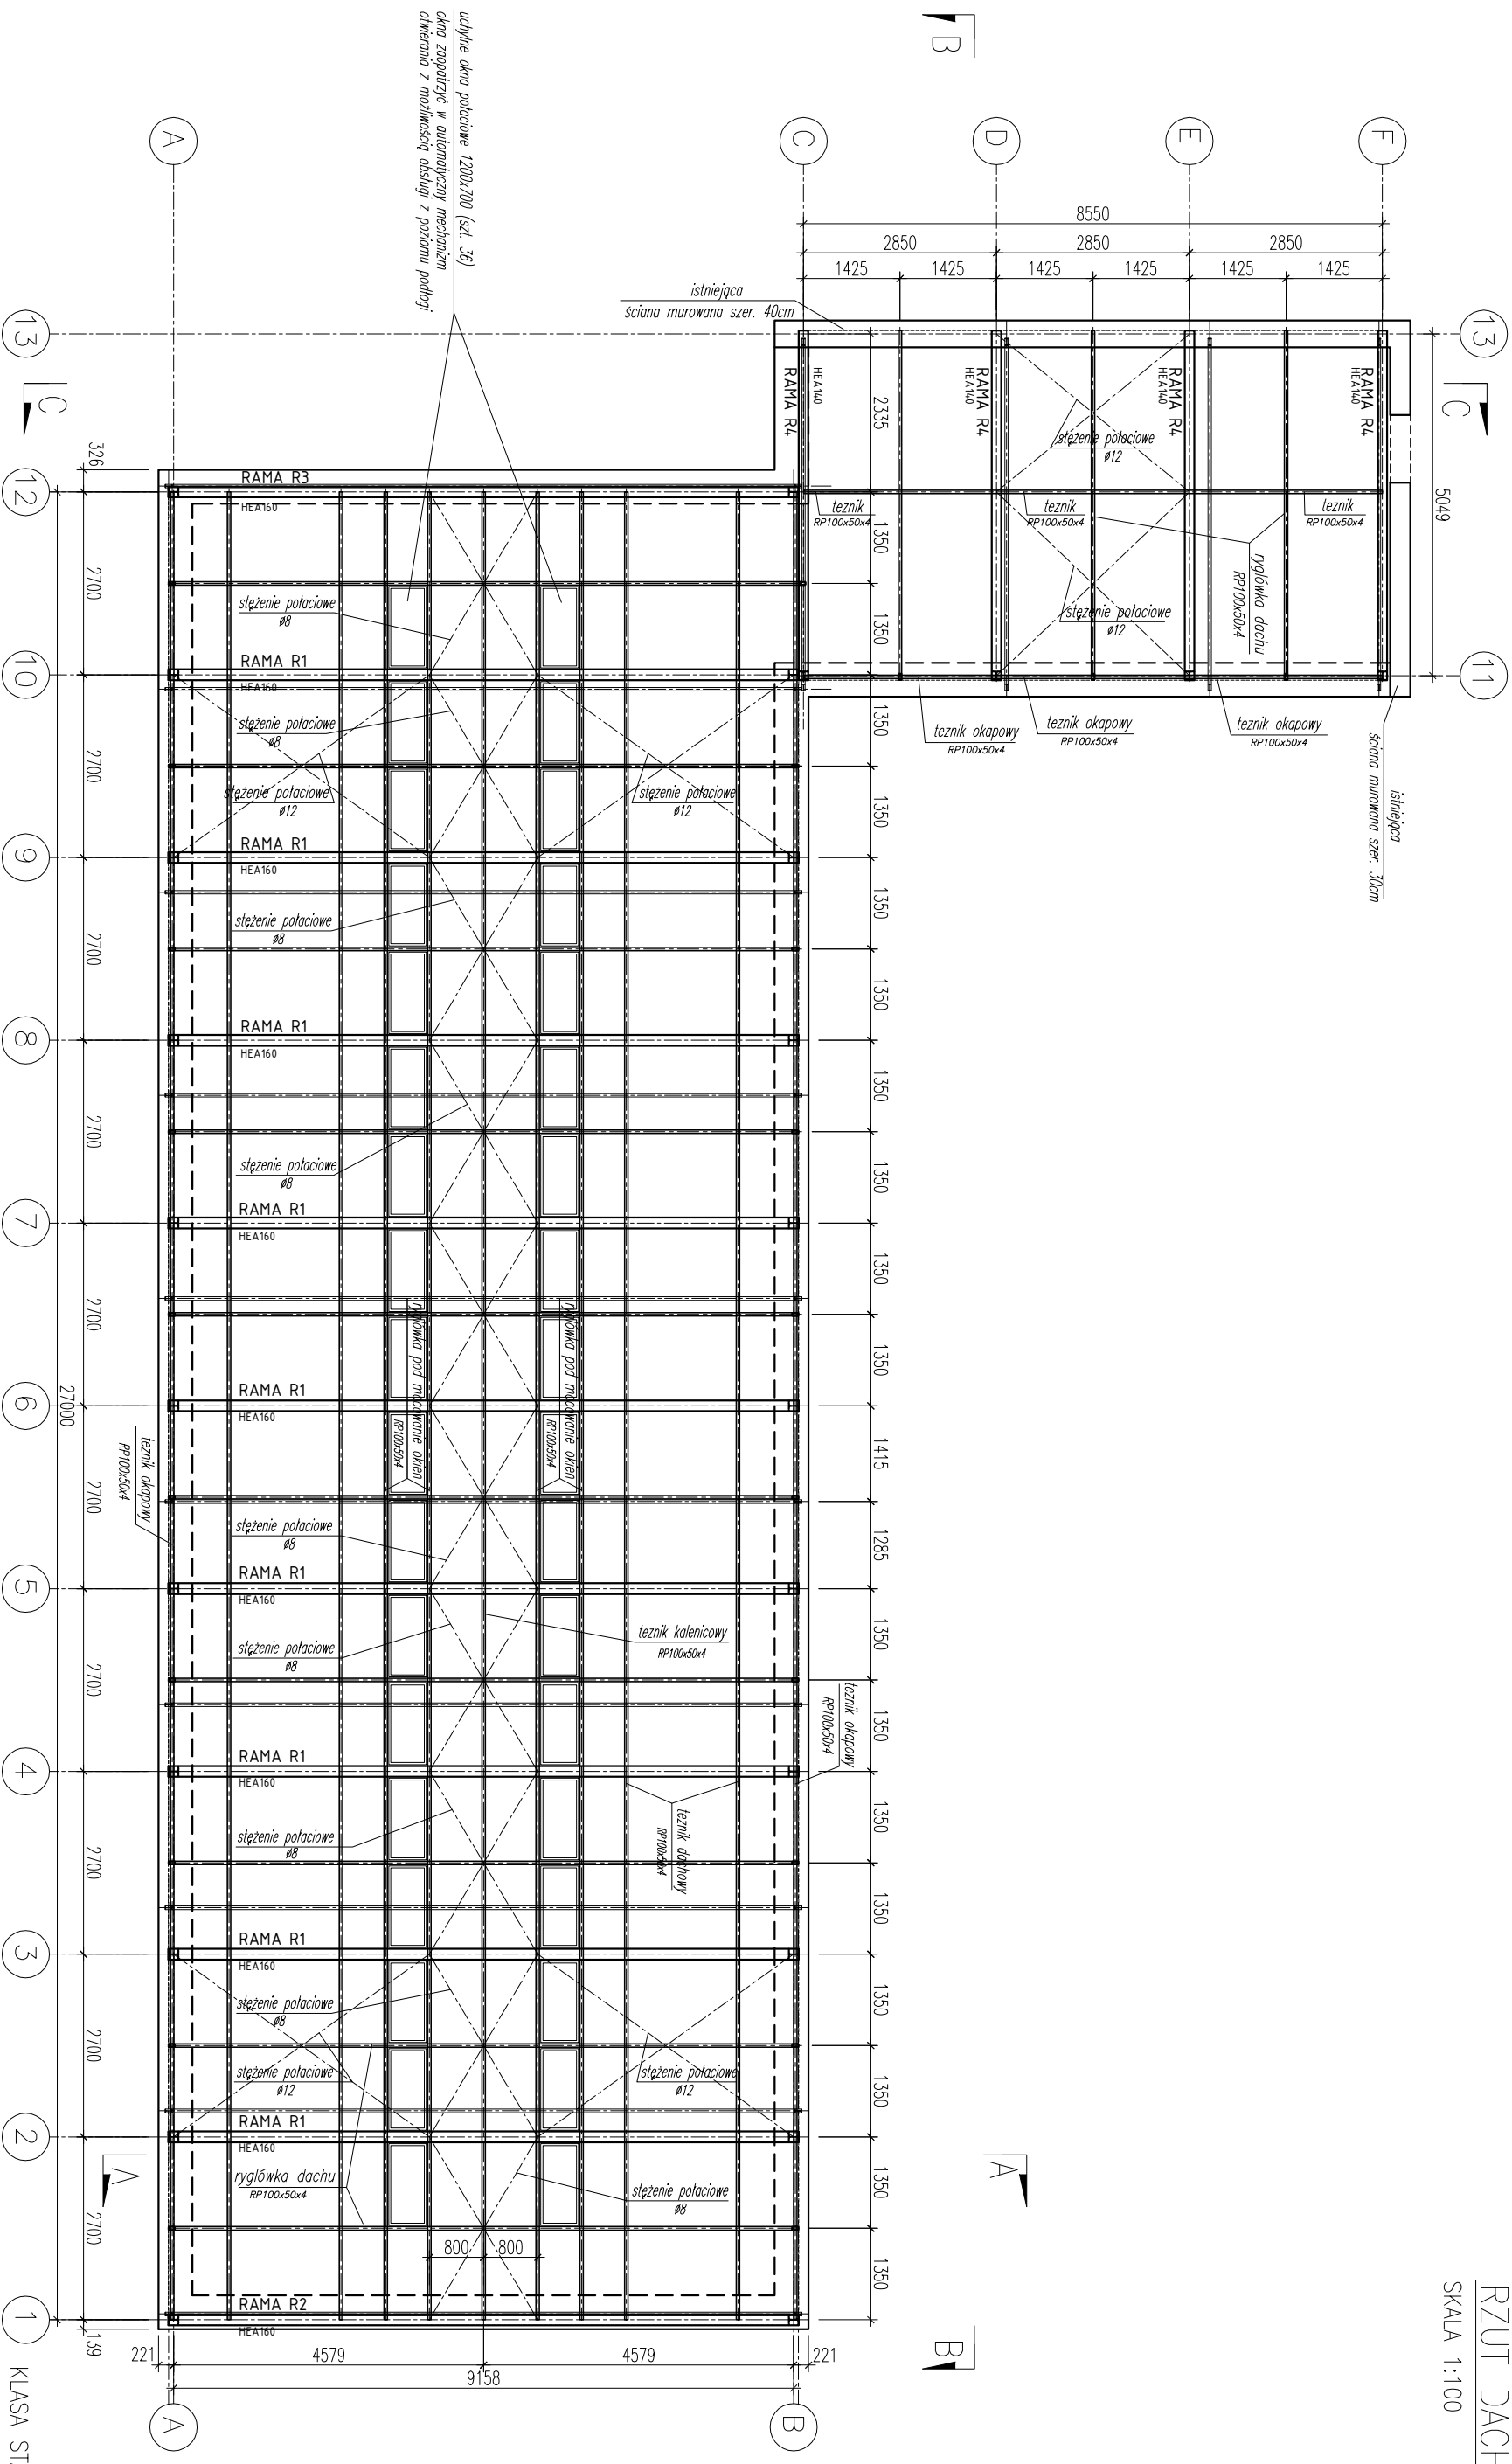 RZUT DACH
SKALA 1:100
B
A
C
D
E
F
8550
2850
2850
2850
1425
1425
1425
1425
1425
1425
uchylne okna połaciowe 1200x700 (szt. 36)
okna zaopatrzyć w automatyczny mechanizm
otwierania z możliwością obsługi z poziomu podłogi
istniejąca
ściana murowana szer. 40cm
13
13
C
C
RAMA R4
HEA140
RAMA R4
HEA140
RAMA R4
HEA140
RAMA R4
HEA140
2335
5049
stężenie połaciowe
ø12
326
12
RAMA R3
HEA160
teznik
RP100x50x4
teznik
RP100x50x4
teznik
RP100x50x4
1350
2700
ryglówka dachu
RP100x50x4
stężenie połaciowe
ø8
stężenie połaciowe
ø12
1350
10
RAMA R1
HEA160
11
teznik okapowy
RP100x50x4
teznik okapowy
RP100x50x4
teznik okapowy
RP100x50x4
istniejąca
ściana murowana szer. 30cm
stężenie połaciowe
ø8
1350
2700
stężenie połaciowe
ø12
stężenie połaciowe
ø12
1350
9
RAMA R1
HEA160
1350
stężenie połaciowe
ø8
2700
1350
8
RAMA R1
HEA160
1350
2700
stężenie połaciowe
ø8
1350
7
RAMA R1
HEA160
1350
2700
ryglówka pod mocowanie okien
RP100x50x4
ryglówka pod mocowanie okien
RP100x50x4
1350
6
RAMA R1
HEA160
27000
1415
teznik okapowy
RP100x50x4
2700
stężenie połaciowe
ø8
1285
5
RAMA R1
HEA160
stężenie połaciowe
ø8
teznik kalenicowy
RP100x50x4
1350
2700
teznik okapowy
RP100x50x4
1350
4
RAMA R1
HEA160
stężenie połaciowe
ø8
teznik dachowy
RP100x50x4
1350
2700
1350
3
RAMA R1
HEA160
stężenie połaciowe
ø8
1350
2700
stężenie połaciowe
ø12
stężenie połaciowe
ø12
1350
2
RAMA R1
HEA160
A
A
ryglówka dachu
RP100x50x4
stężenie połaciowe
ø8
1350
2700
800
800
1350
1
RAMA R2
HEA160
139
221
4579
4579
221
9158
B
A
B
KLASA ST